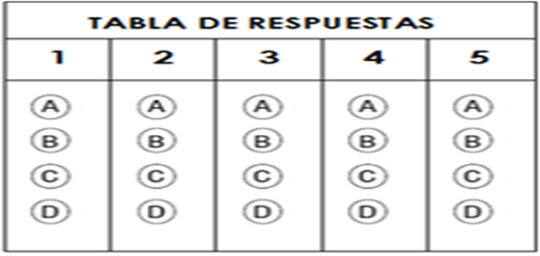 TABLA DE RESPUESTAS
1 2 3 4 5
A A A A A
B B B B B
C C C C C
D D D D D